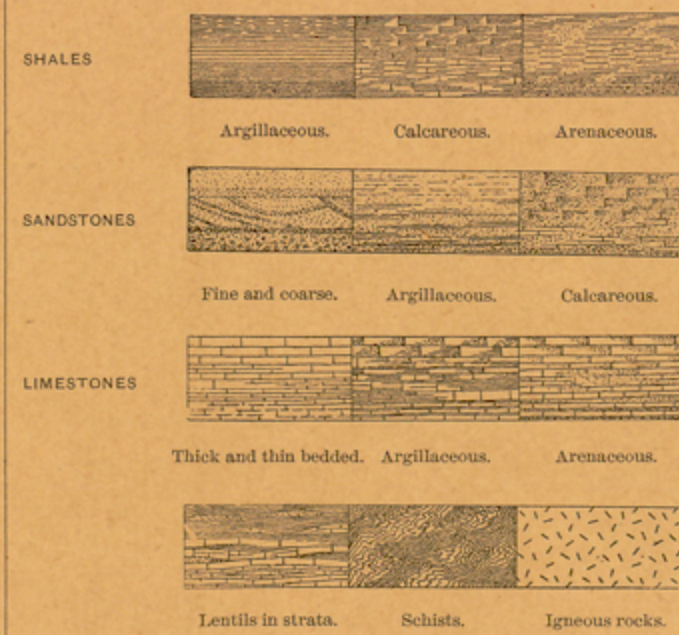 SHALES
Argillaceous. Calcareous. Arenaceous.
SANDSTONES
Fine and coarse. Argillaceous. Calcareous.
LIMESTONES
Thick and thin bedded. Argillaceous. Arenaceous.
Lentils in strata. Schists. Igneous rocks.